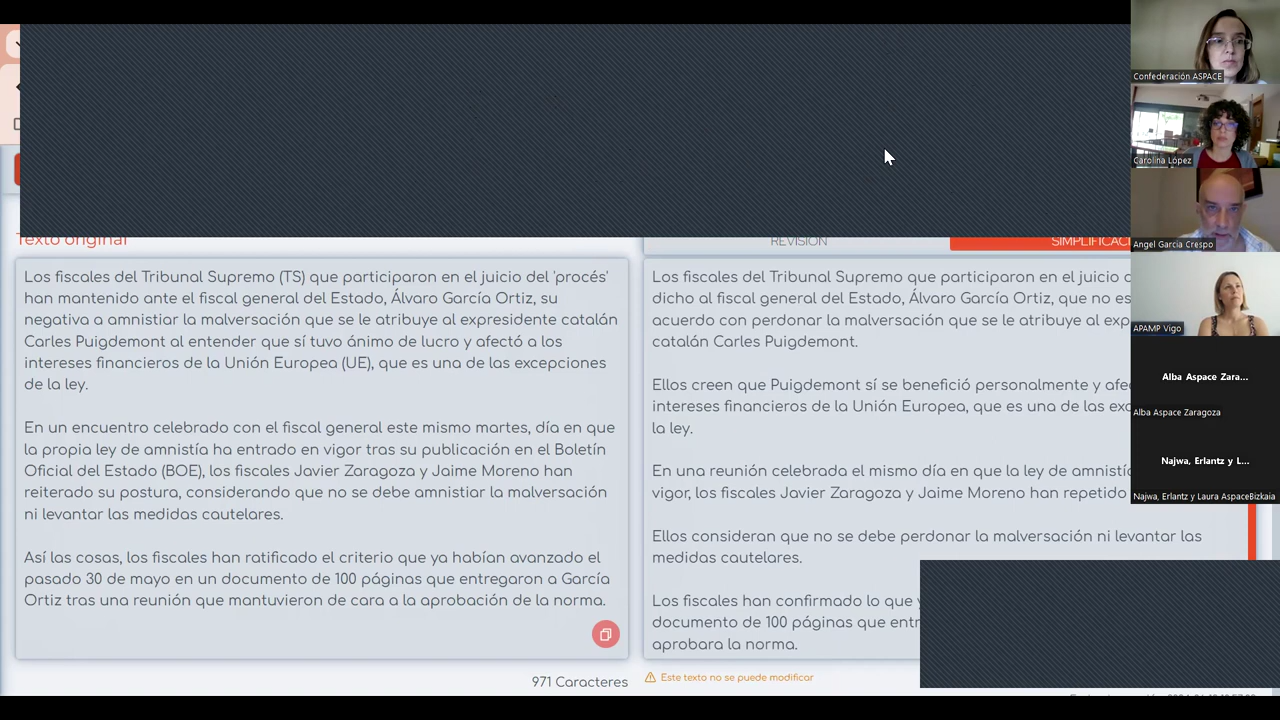 Texto original
REVISIÓN
SIMPLIFICACI
Los fiscales del Tribunal Supremo (TS) que participaron en el juicio del 'procés'
han mantenido ante el fiscal general del Estado, Álvaro García Ortiz, su
negativa a amnistiar la malversación que se le atribuye al expresidente catalán
Carles Puigdemont al entender que sí tuvo ánimo de lucro y afectó a los
intereses financieros de la Unión Europea (UE), que es una de las excepciones
de la ley.
En un encuentro celebrado con el fiscal general este mismo martes, día en que
la propia ley de amnistía ha entrado en vigor tras su publicación en el Boletín
Oficial del Estado (BOE), los fiscales Javier Zaragoza y Jaime Moreno han
reiterado su postura, considerando que no se debe amnistiar la malversación
ni levantar las medidas cautelares.
Así las cosas, los fiscales han ratificado el criterio que ya habían avanzado el
pasado 30 de mayo en un documento de 100 páginas que entregaron a García
Ortiz tras una reunión que mantuvieron de cara a la aprobación de la norma.
971 Caracteres
Los fiscales del Tribunal Supremo que participaron en el juicio
dicho al fiscal general del Estado, Álvaro García Ortiz, que no es
acuerdo con perdonar la malversación que se le atribuye al exp
catalán Carles Puigdemont.
Ellos creen que Puigdemont sí se benefició personalmente y afe
intereses financieros de la Unión Europea, que es una de las exc
la ley.
En una reunión celebrada el mismo día en que la ley de amnistía
vigor, los fiscales Javier Zaragoza y Jaime Moreno han repetido
Ellos consideran que no se debe perdonar la malversación ni levantar las
medidas cautelares.
Los fiscales han confirmado lo que
documento de 100 páginas que entr
aprobara la norma.
Este texto no se puede modificar
Confederación ASPACE
Carolina López
Angel García Crespo
APAMP Vigo
Alba Aspace Zara...
Alba Aspace Zaragoza
Najwa, Erlantz y L...
Najwa, Erlantz y Laura AspaceBizkaia